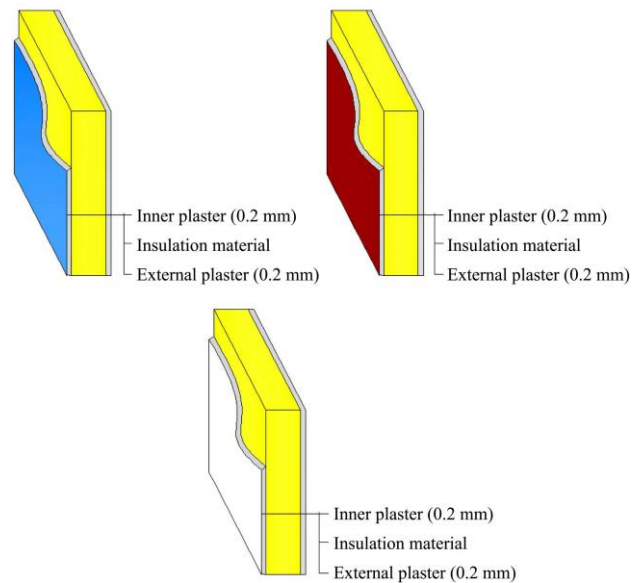 Inner plaster (0.2 mm)
Insulation material
External plaster (0.2 mm)
Inner plaster (0.2 mm)
Insulation material
External plaster (0.2 mm)
Inner plaster (0.2 mm)
Insulation material
External plaster (0.2 mm)